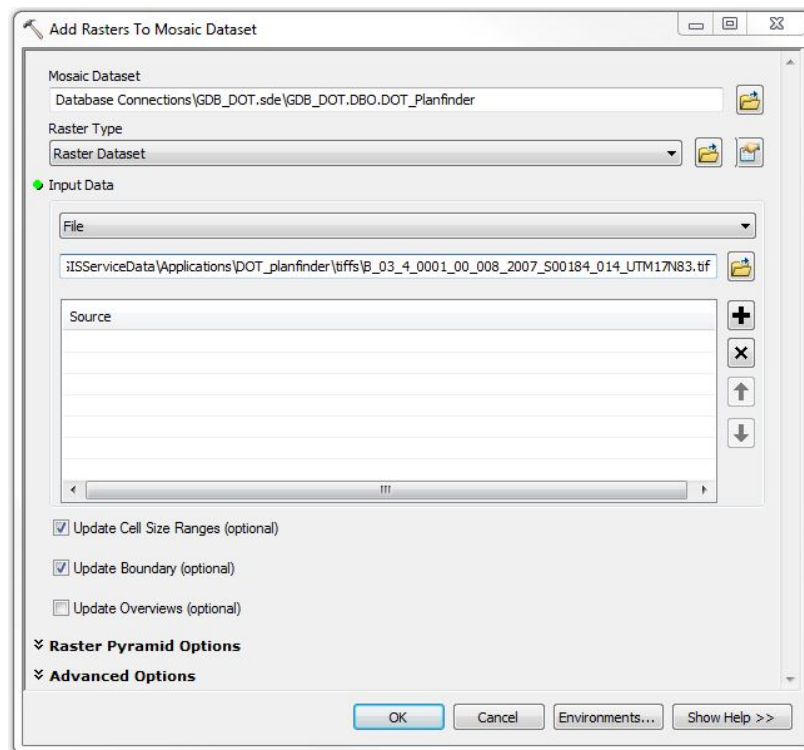 Add Rasters To Mosaic Dataset
Mosaic Dataset
Database Connections\GDB_DOT.sde\GDB_DOT.DBO.DOT_Planfinder
Raster Type
Raster Dataset
Input Data
File
ISServiceData\Applications\DOT_planfinder\tiffs\B_03_4_0001_00_008_2007_S00184_014_UTM17N83.tif
Source
Update Cell Size Ranges (optional)
Update Boundary (optional)
Update Overviews (optional)
Raster Pyramid Options
Advanced Options
OK Cancel Environments... Show Help >>